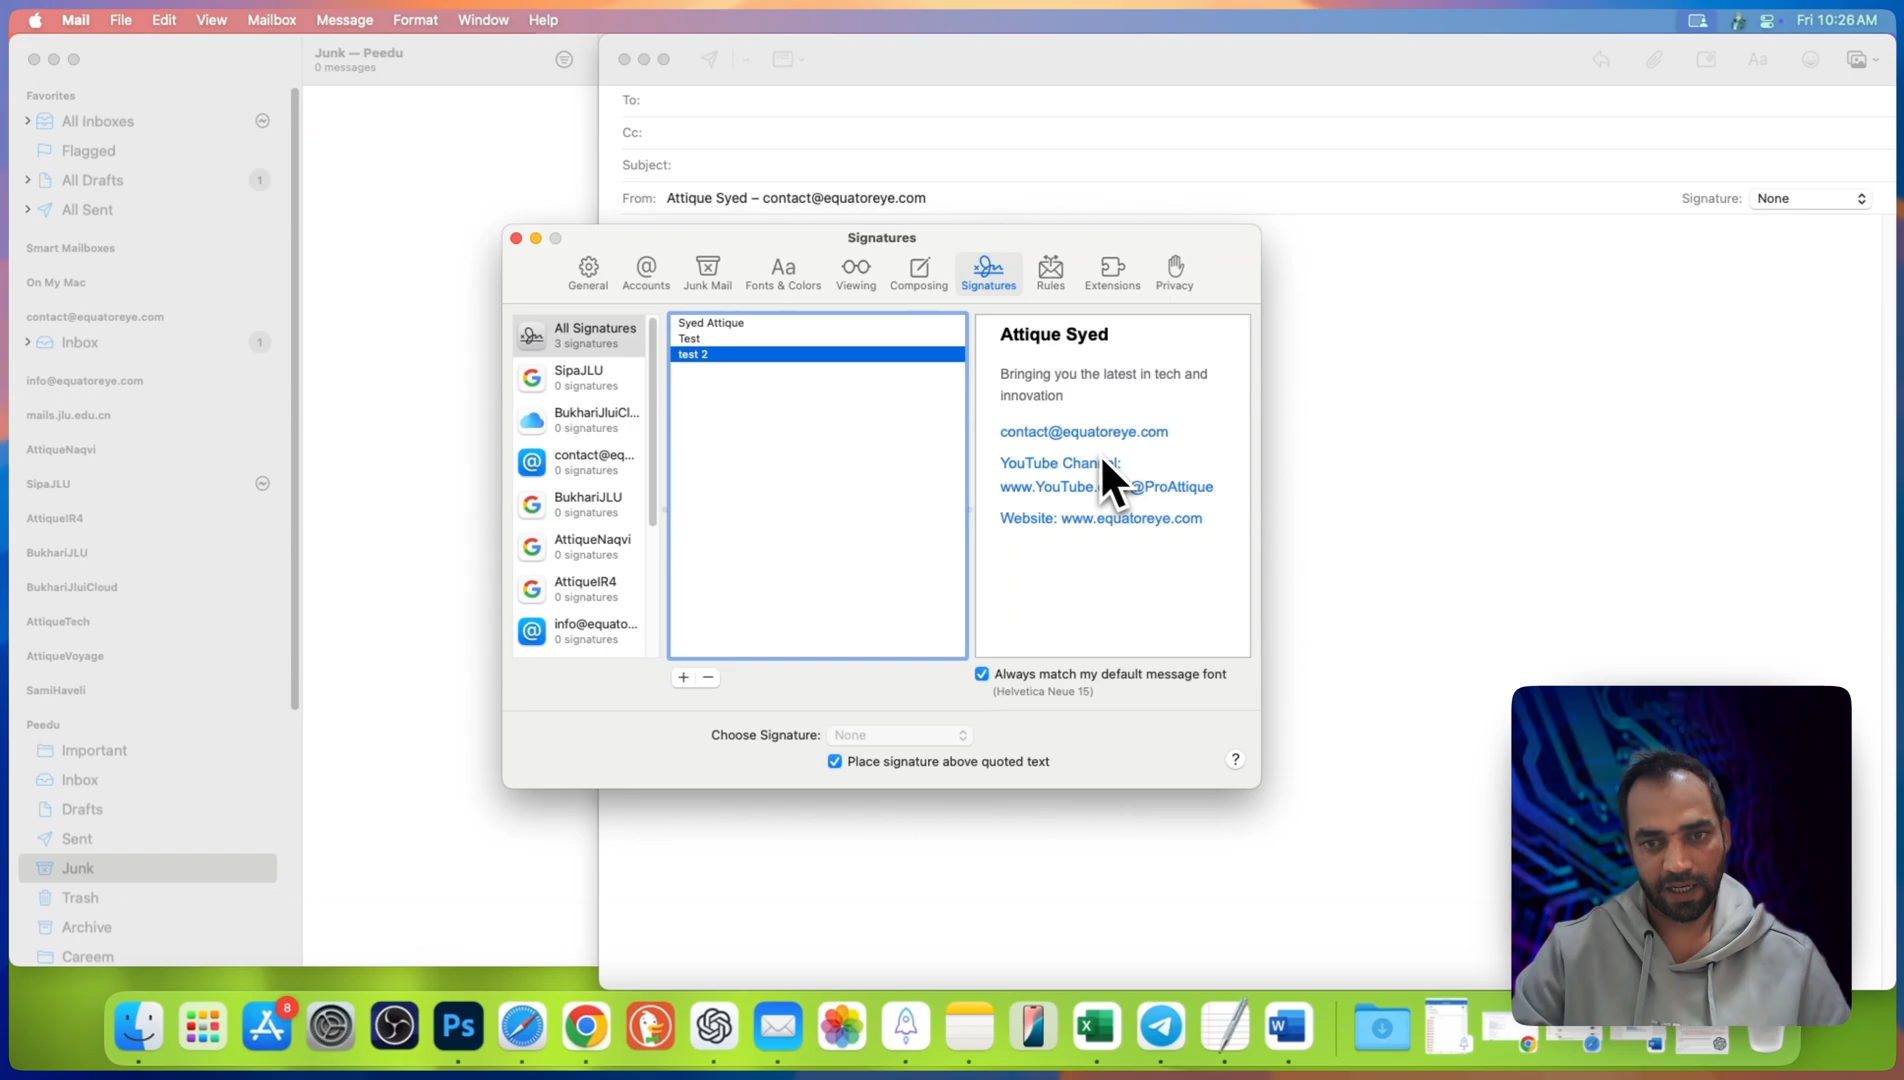 Mail File Edit View Mailbox Message Format Window Help
Fri 10:26 AM
Favorites
All Inboxes
Flagged
All Drafts 1
All Sent
Smart Mailboxes
On My Mac
contact@equatoreye.com
Inbox 1
info@equatoreye.com
mails.jlu.edu.cn
AttiqueNaqvi
SipaJLU
AttiqueIR4
BukhariJLU
BukhariJluiCloud
AttiqueTech
AttiqueVoyage
SamiHaveli
Peedu
Important
Inbox
Drafts
Sent
Junk
Trash
Archive
Careem
Junk — Peedu
0 messages
Aa
To:
Cc:
Subject:
From: Attique Syed – contact@equatoreye.com
Signature: None
Signatures
Aa
General Accounts Junk Mail Fonts & Colors Viewing Composing Signatures Rules Extensions Privacy
All Signatures
3 signatures
SipaJLU
0 signatures
BukhariJluiCl...
0 signatures
contact@eq...
0 signatures
BukhariJLU
0 signatures
AttiqueNaqvi
0 signatures
AttiqueIR4
0 signatures
info@equato...
0 signatures
Syed Attique
Test
test 2
Attique Syed
Bringing you the latest in tech and
innovation
contact@equatoreye.com
YouTube
@ProAttique
Website: www.equatoreye.com
+ −
Always match my default message font
(Helvetica Neue 15)
Choose Signature: None
Place signature above quoted text
?
8
Ps
X
W